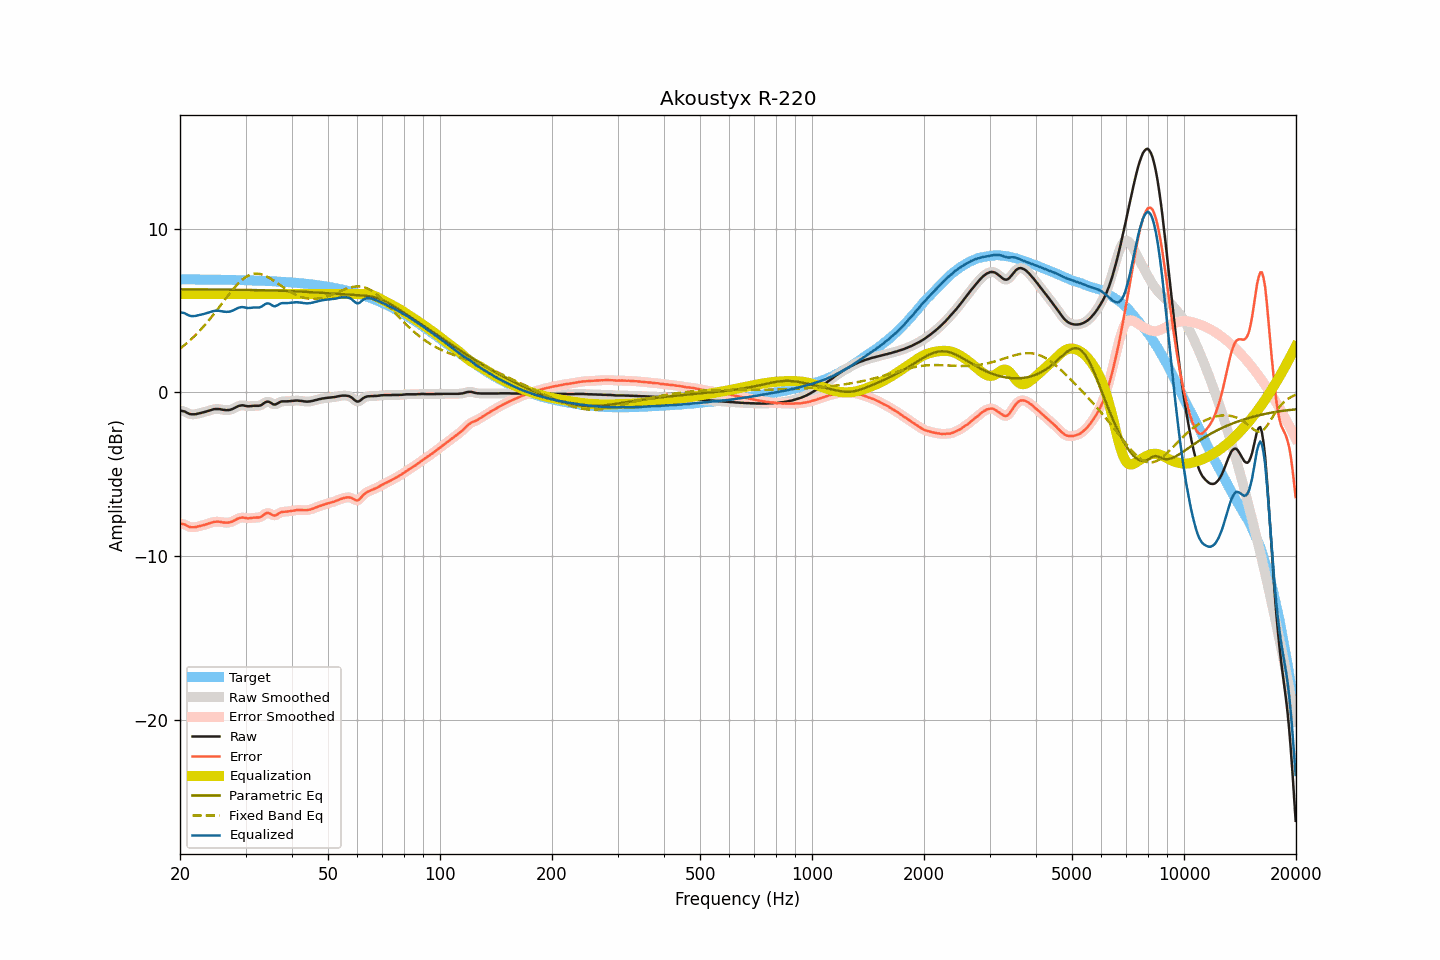 Akoustyx R-220
Amplitude (dBr)
10
0
−10
−20
Target
Raw Smoothed
Error Smoothed
Raw
Error
Equalization
Parametric Eq
Fixed Band Eq
Equalized
20 50 100 200 500 1000 2000 5000 10000 20000
Frequency (Hz)